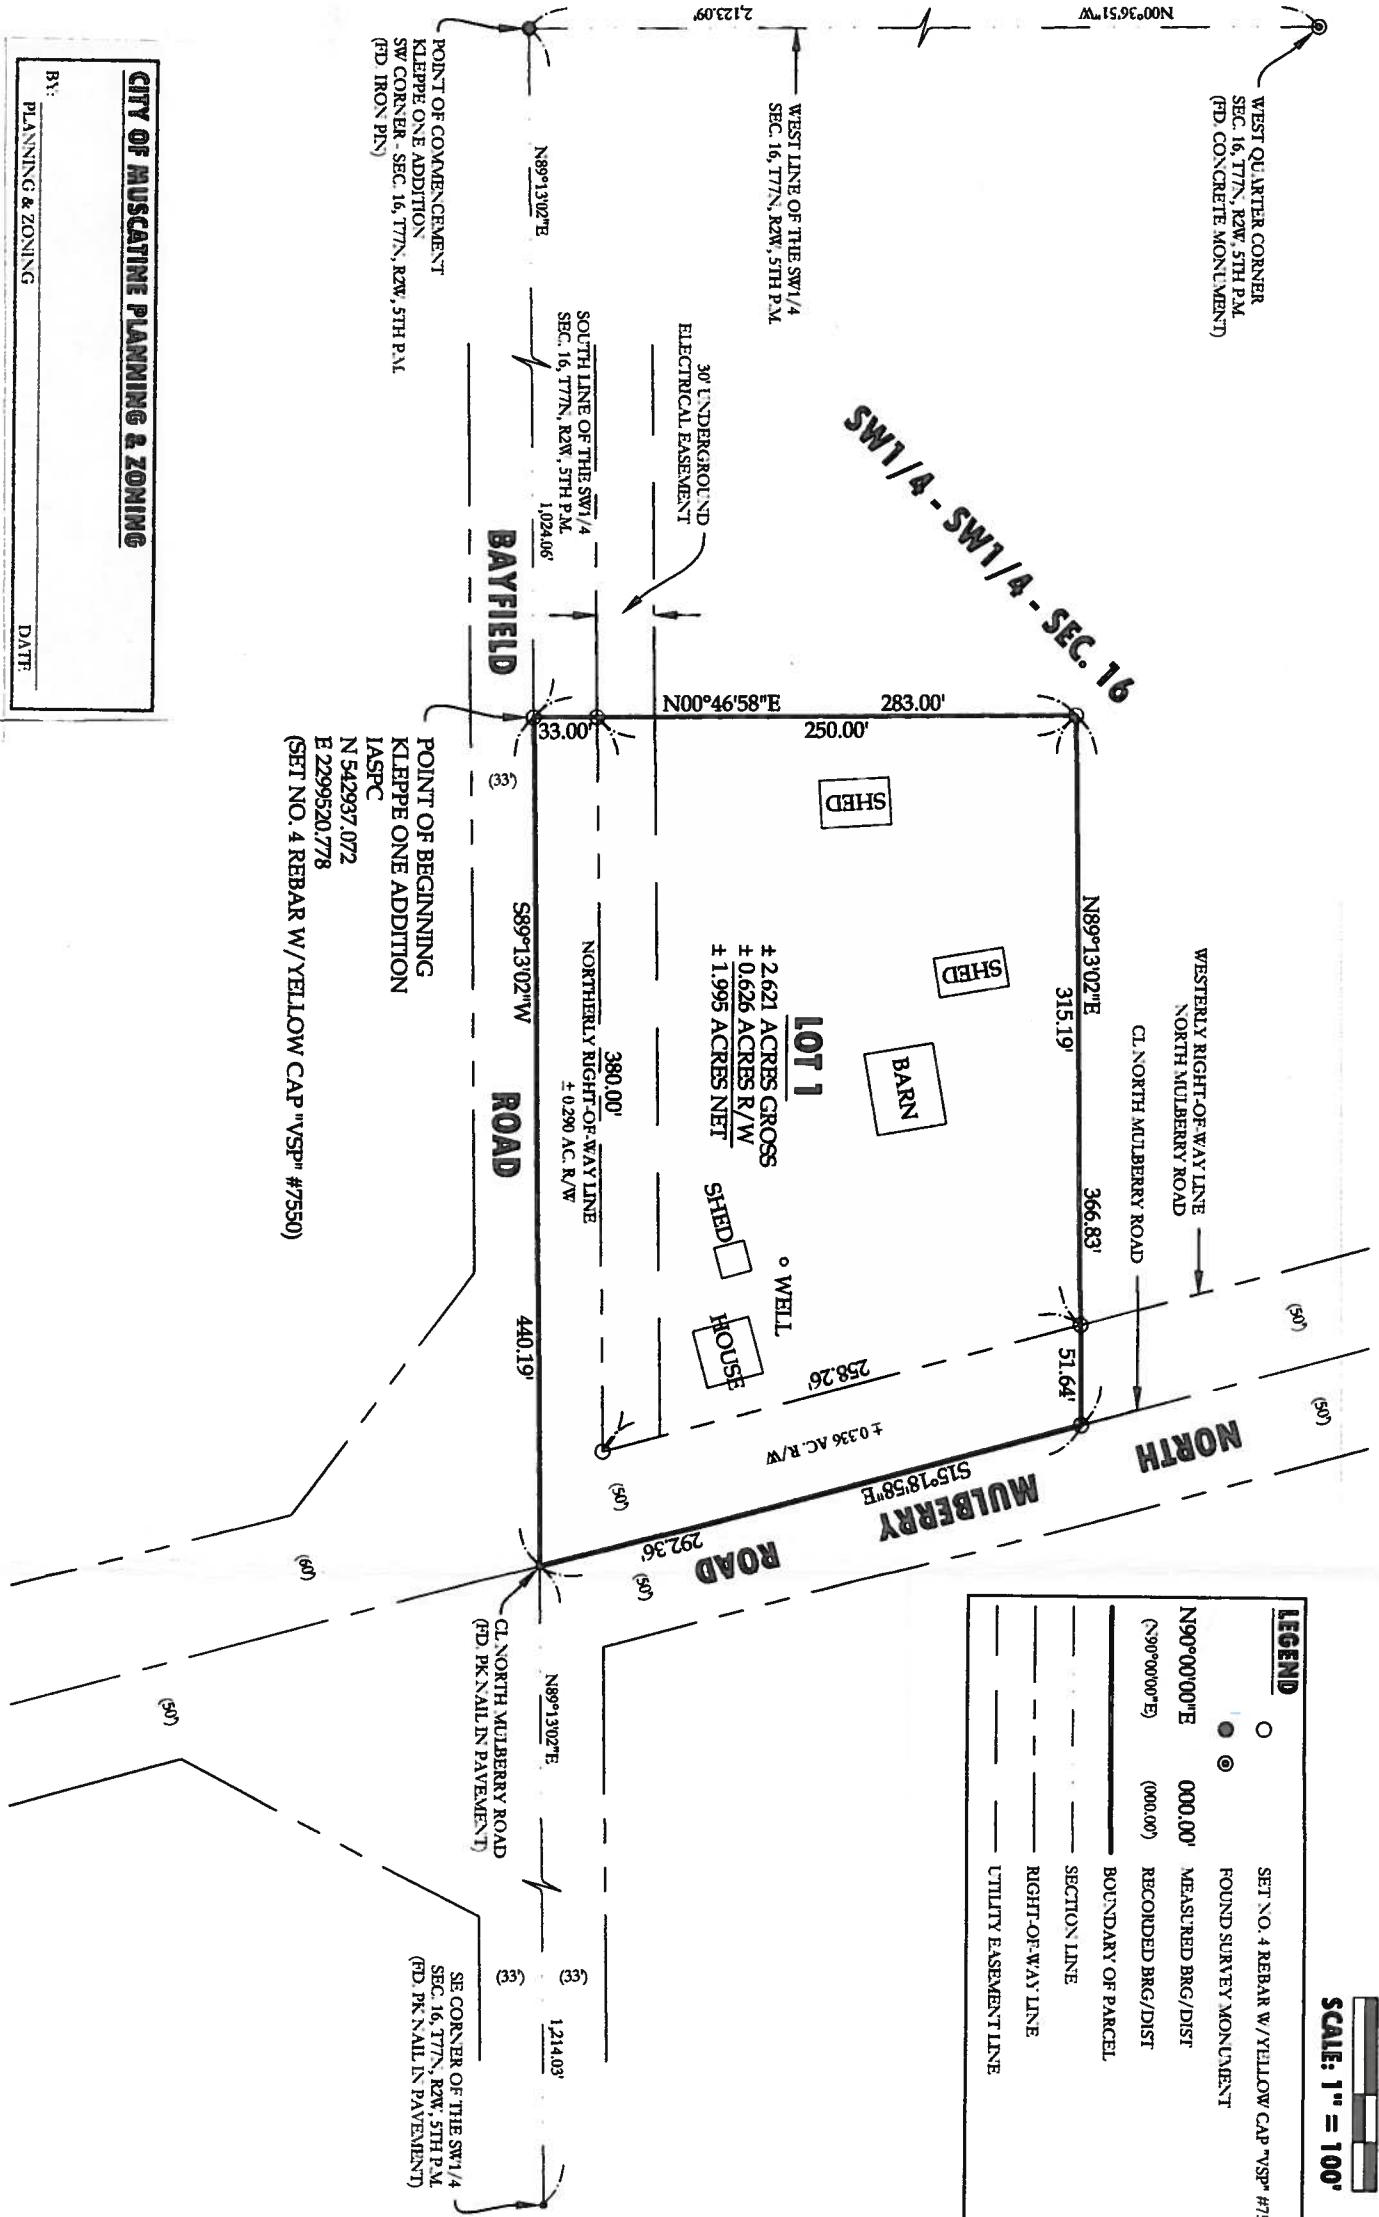 SCALE: 1" = 100'
LEGEND
SET NO. 4 REBAR W/YELLOW CAP "VSP"
FOUND SURVEY MONUMENT
N90°00'00"E 000.00' MEASURED BRG/DIST
(N90°00'00"E) (000.00') RECORDED BRG/DIST
BOUNDARY OF PARCEL
SECTION LINE
RIGHT-OF-WAY LINE
UTILITY EASEMENT LINE
WEST QUARTER CORNER
SEC. 16, T77N, R2W, 5TH P.M.
(FD. CONCRETE MONUMENT)
N00°36'51"W
2,123.09'
WEST LINE OF THE SW1/4
SEC. 16, T77N, R2W, 5TH P.M.
SW1/4 - SW1/4 - SEC. 16
WESTERLY RIGHT-OF-WAY LINE
NORTH MULBERRY ROAD
CL NORTH MULBERRY ROAD
(50')
(50')
NORTH
MULBERRY
ROAD
N89°13'02"E
366.83'
315.19'
51.64'
N00°46'58"E
283.00'
250.00'
33.00'
SHED
SHED
BARN
LOT 1
± 2.621 ACRES GROSS
± 0.626 ACRES R/W
± 1.995 ACRES NET
WELL
SHED
HOUSE
258.26'
± 0.336 AC. R/W
S15°18'58"E
292.36'
(50')
(50')
30' UNDERGROUND
ELECTRICAL EASEMENT
SOUTH LINE OF THE SW1/4
SEC. 16, T77N, R2W, 5TH P.M.
1,024.06'
N89°13'02"E
380.00'
NORTHERLY RIGHT-OF-WAY LINE
± 0.290 AC. R/W
S89°13'02"W
440.19'
(33')
BAYFIELD
ROAD
POINT OF COMMENCEMENT
KLEPPE ONE ADDITION
SW CORNER - SEC. 16, T77N, R2W, 5TH P.M.
(FD. IRON PIN)
POINT OF BEGINNING
KLEPPE ONE ADDITION
IASPC
N 542937.072
E 2299520.778
(SET NO. 4 REBAR W/YELLOW CAP "VSP" #7550)
CL NORTH MULBERRY ROAD
(FD. PK NAIL IN PAVEMENT)
N89°13'02"E
1,214.03'
(33')
(33')
(60')
(50')
SE CORNER OF THE SW1/4
SEC. 16, T77N, R2W, 5TH P.M.
(FD. PK NAIL IN PAVEMENT)
CITY OF MUSCATINE PLANNING & ZONING
BY:
PLANNING & ZONING DATE